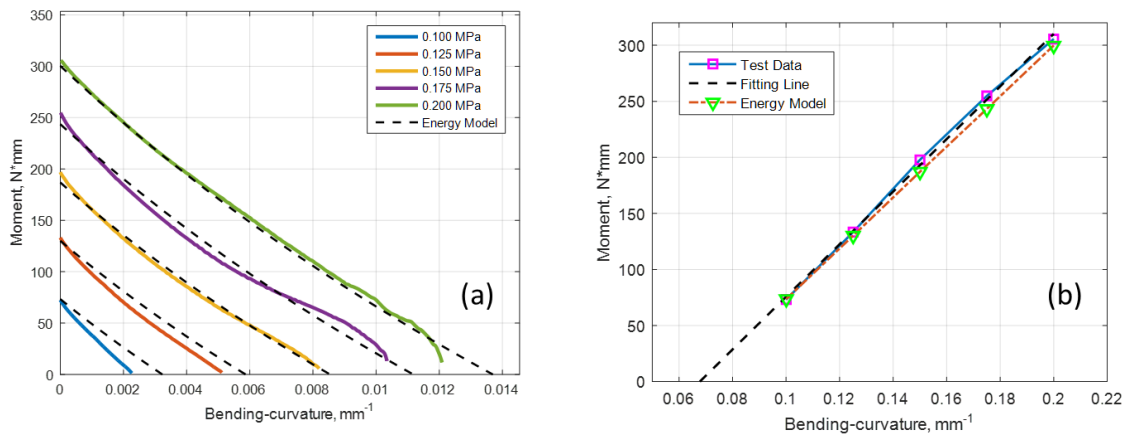 350
300
250
200
150
100
50
0
Moment, N*mm
0.100 MPa
0.125 MPa
0.150 MPa
0.175 MPa
0.200 MPa
Energy Model
(a)
0 0.002 0.004 0.006 0.008 0.01 0.012 0.014
Bending-curvature, mm-1
300
250
200
150
100
50
0
Moment, N*mm
Test Data
Fitting Line
Energy Model
(b)
0.06 0.08 0.1 0.12 0.14 0.16 0.18 0.2 0.22
Bending-curvature, mm-1